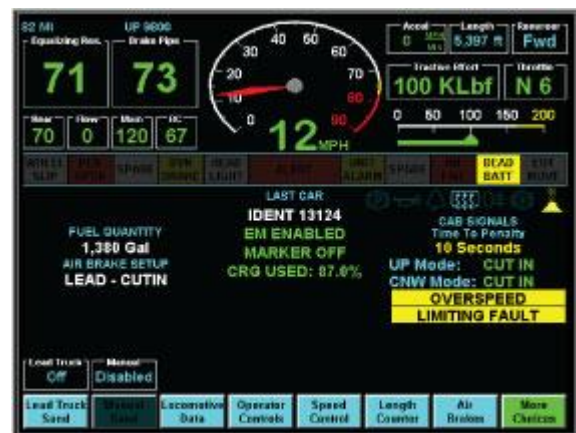 82 MI UP 9800
Equalizing Res. Brake Pipe
71 73
Rear Flow Main BC
70 0 120 67
0 10 20 30 40 50 60 70 80 90
12 MPH
Accel Length Reverser
0 5,397 ft Fwd
Tractive Effort Throttle
100 KLbf N 6
0 50 100 150 200
WHEEL SLIP PCS OPEN SPARE DYN BRAKE HEAD LIGHT ALERT UNIT ALARM SPARE DEAD BATT MOVE
FUEL QUANTITY
1,380 Gal
AIR BRAKE SETUP
LEAD - CUTIN
LAST CAR
IDENT 13124
EM ENABLED
MARKER OFF
CRG USED: 87.0%
CAB SIGNALS
Time To Penalty
10 Seconds
UP Mode: CUT IN
CNW Mode: CUT IN
OVERSPEED
LIMITING FAULT
Lead Truck Manual
Off Disabled
Lead Truck Sand
Manual Sand
Locomotive Data
Operator Controls
Speed Control
Length Counter
Air Brakes
More Choices